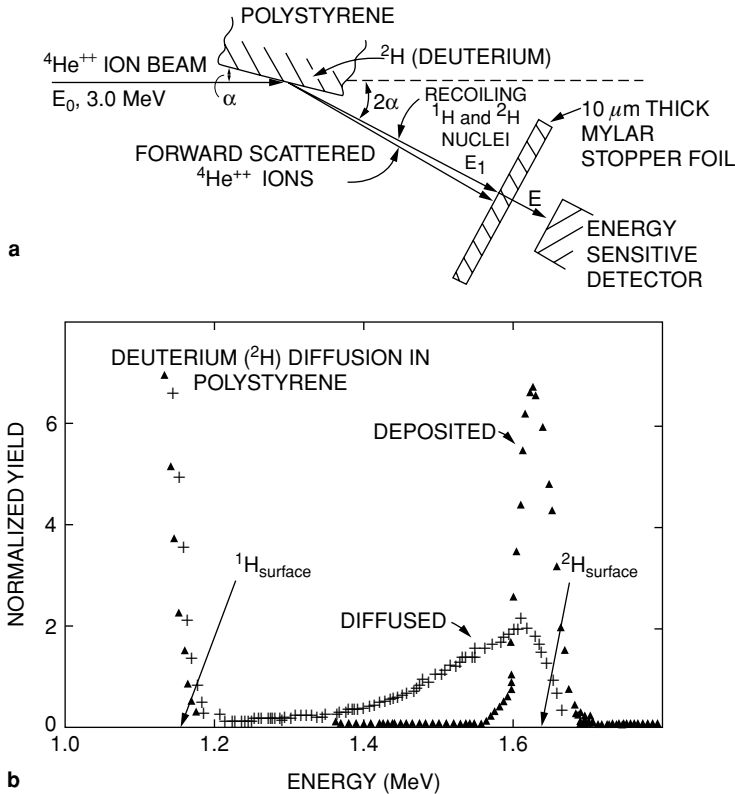 POLYSTYRENE
²H (DEUTERIUM)
⁴He⁺⁺ ION BEAM
E₀, 3.0 MeV
α
2α
RECOILING
¹H and ²H
NUCLEI
10 μm THICK
MYLAR
STOPPER FOIL
FORWARD SCATTERED
⁴He⁺⁺ IONS
E₁
E
ENERGY
SENSITIVE
DETECTOR
a
DEUTERIUM (²H) DIFFUSION IN
POLYSTYRENE
DEPOSITED
¹Hsurface
²Hsurface
DIFFUSED
NORMALIZED YIELD
6
4
2
0
1.0 1.2 1.4 1.6
ENERGY (MeV)
b